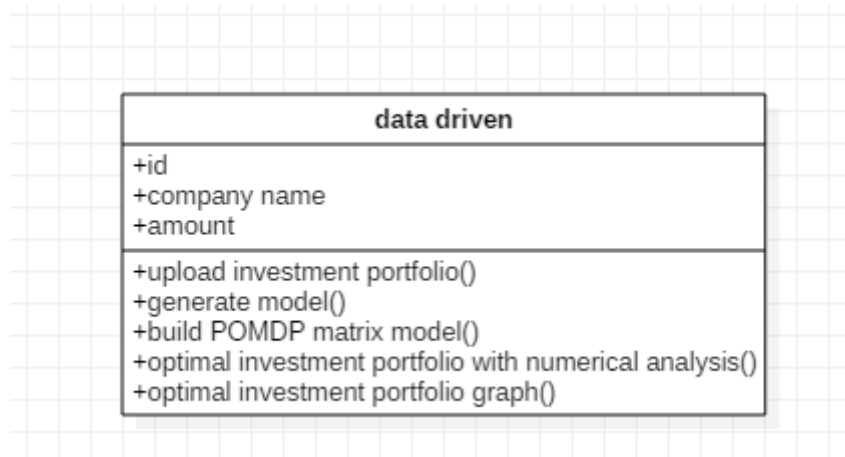 data driven
+id
+company name
+amount
+upload investment portfolio()
+generate model()
+build POMDP matrix model()
+optimal investment portfolio with numerical analysis()
+optimal investment portfolio graph()